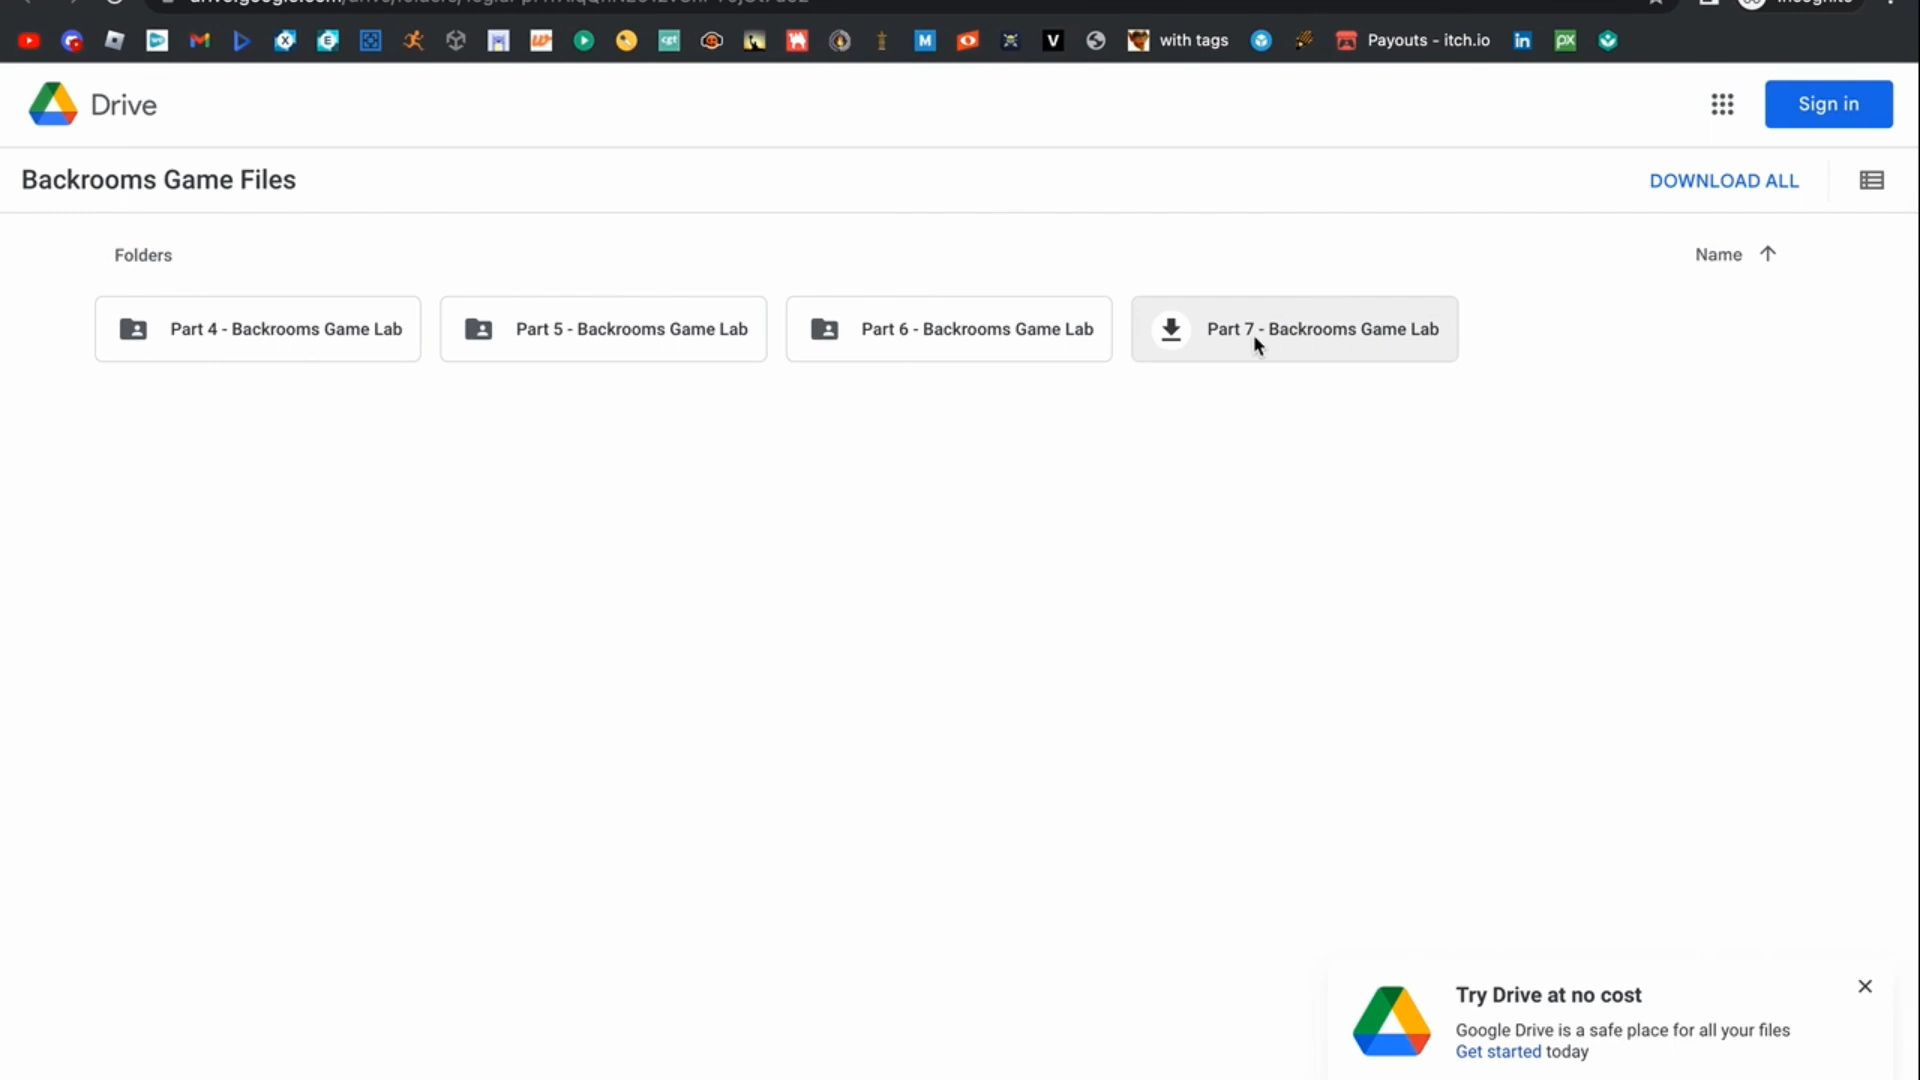 with tags
Payouts - itch.io
Drive
Sign in
Backrooms Game Files
DOWNLOAD ALL
Folders
Name
Part 4 - Backrooms Game Lab
Part 5 - Backrooms Game Lab
Part 6 - Backrooms Game Lab
Part 7 - Backrooms Game Lab
Try Drive at no cost
Google Drive is a safe place for all your files
Get started today